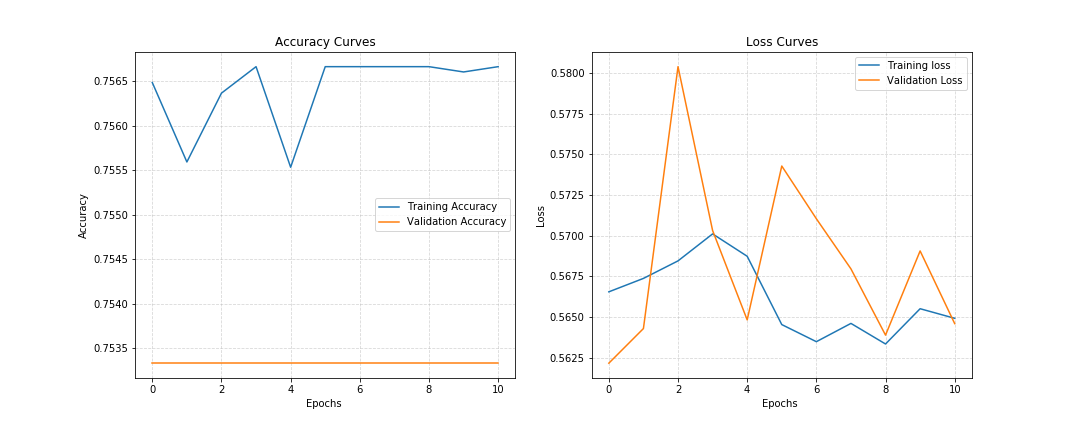 Accuracy Curves
0.7565
0.7560
0.7555
0.7550
0.7545
0.7540
0.7535
Accuracy
Training Accuracy
Validation Accuracy
0 2 4 6 8 10
Epochs
Loss Curves
0.5800
0.5775
0.5750
0.5725
0.5700
0.5675
0.5650
0.5625
Loss
Training loss
Validation Loss
0 2 4 6 8 10
Epochs